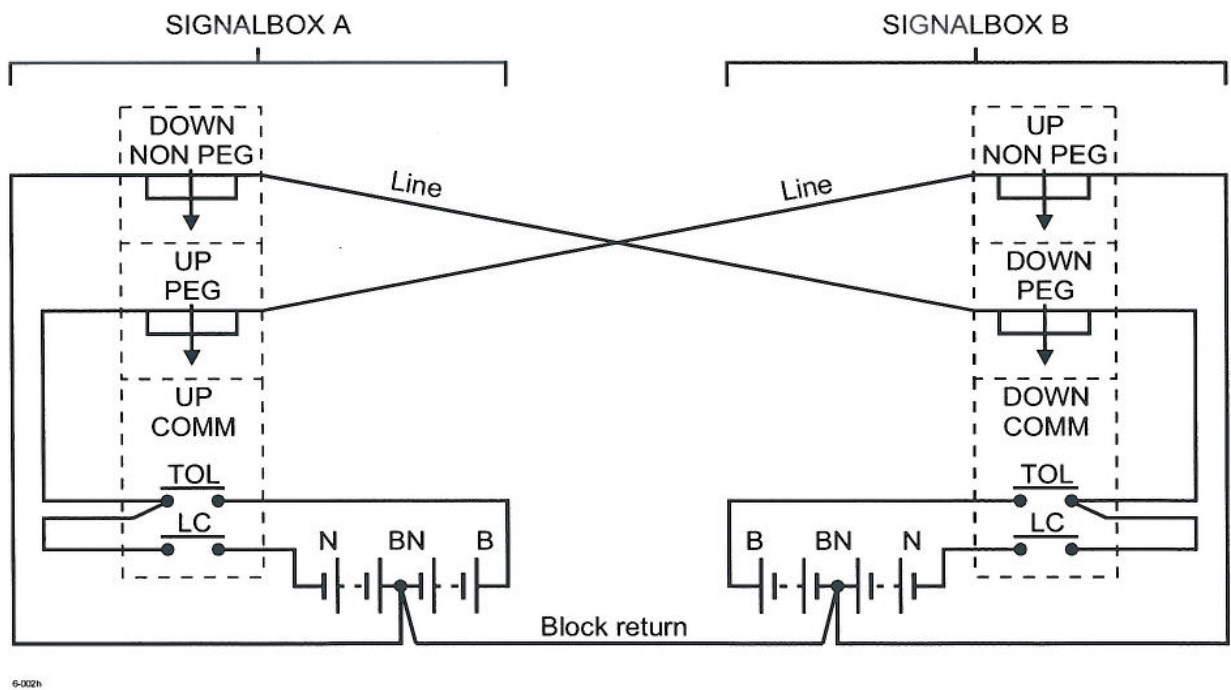 SIGNALBOX A
SIGNALBOX B
DOWN
NON PEG
UP
NON PEG
Line
Line
UP
PEG
DOWN
PEG
UP
COMM
DOWN
COMM
TOL
TOL
LC
LC
N
BN
B
B
BN
N
Block return
6-002h